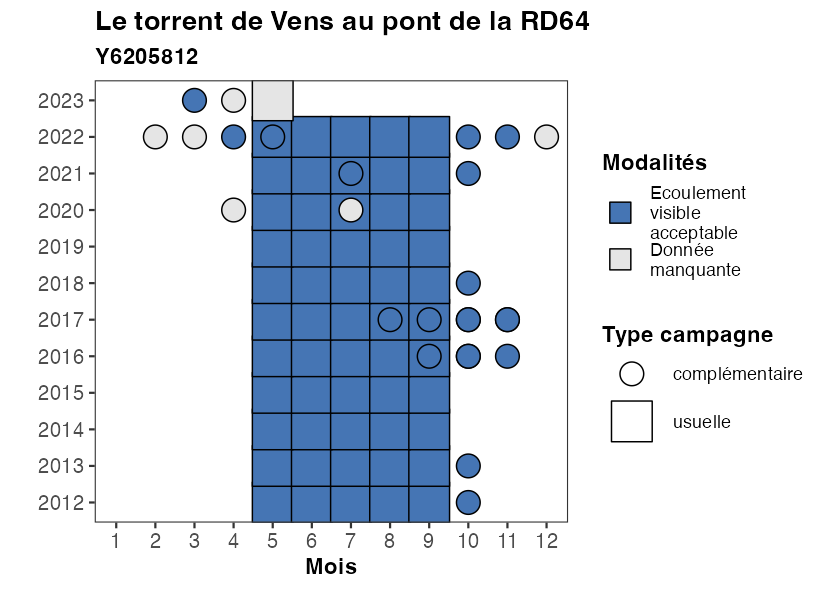 Le torrent de Vens au pont de la RD64
Y6205812
2023
2022
2021
2020
2019
2018
2017
2016
2015
2014
2013
2012
1 2 3 4 5 6 7 8 9 10 11 12
Mois
Modalités
Ecoulement
visible
acceptable
Donnée
manquante
Type campagne
complémentaire
usuelle